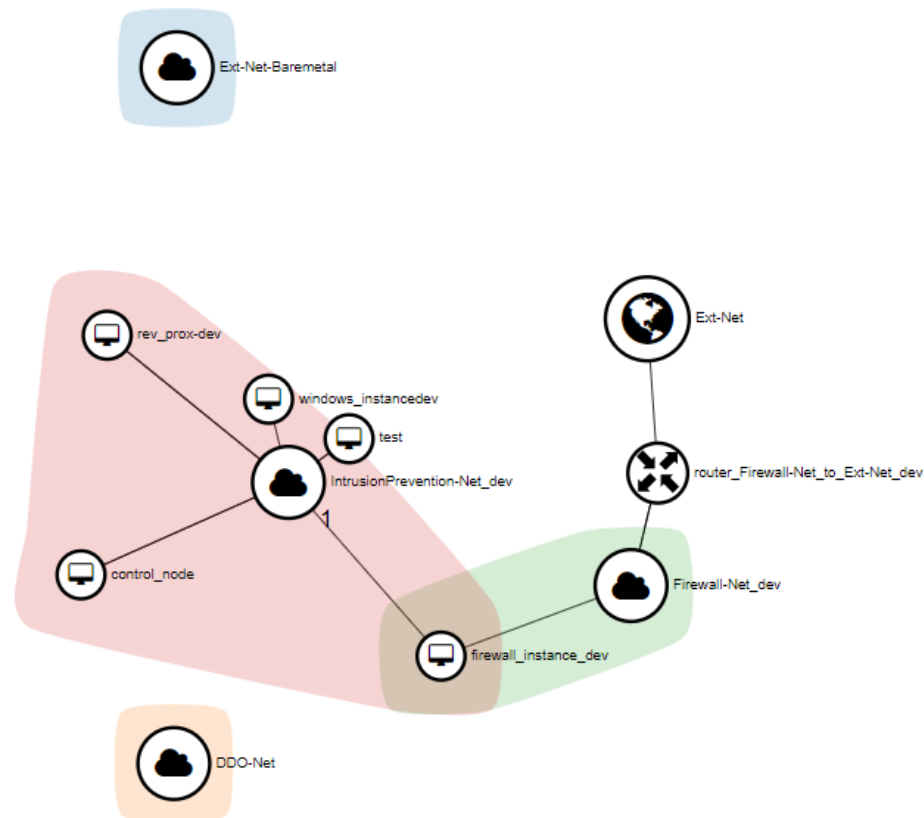 Ext-Net-Baremetal
Ext-Net
rev_prox-dev
windows_instancedev
test
router_Firewall-Net_to_Ext-Net_dev
IntrusionPrevention-Net_dev
1
control_node
Firewall-Net_dev
firewall_instance_dev
DDO-Net